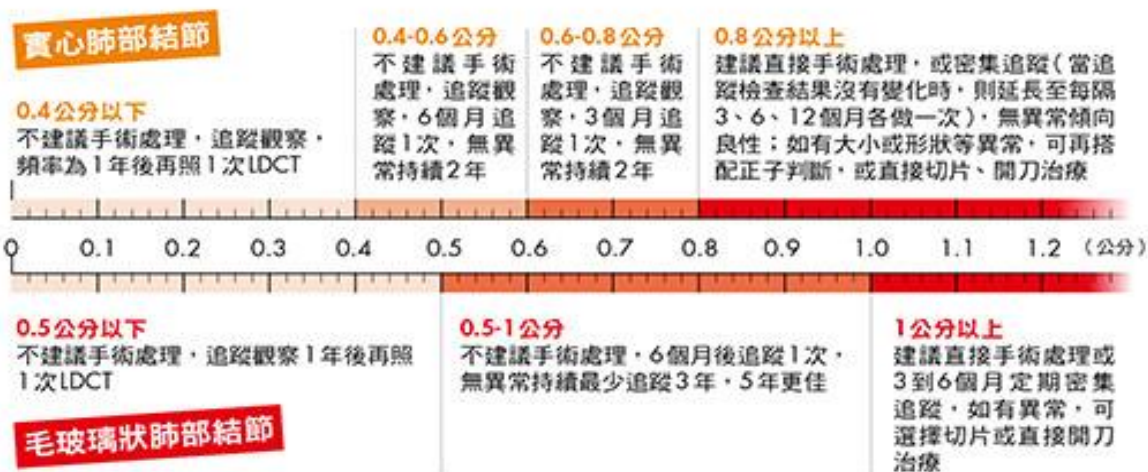 實心肺部結節
0.4公分以下
不建議手術處理，追蹤觀察，
頻率為1年後再照1次LDCT
0.4-0.6公分
不建議手術
處理，追蹤觀
察，6個月追
蹤1次，無異
常持續2年
0.6-0.8公分
不建議手術
處理，追蹤觀
察，3個月追
蹤1次，無異
常持續2年
0.8公分以上
建議直接手術處理，或密集追蹤(當追
蹤檢查結果沒有變化時，則延長至每隔
3、6、12個月各做一次)，無異常傾向
良性；如有大小或形狀等異常，可再搭
配正子判斷，或直接切片、開刀治療
0 0.1 0.2 0.3 0.4 0.5 0.6 0.7 0.8 0.9 1.0 1.1 1.2 (公分)
0.5公分以下
不建議手術處理，追蹤觀察1年後再照
1次LDCT
0.5-1公分
不建議手術處理，6個月後追蹤1次，
無異常持續最少追蹤3年，5年更佳
1公分以上
建議直接手術處理或
3到6個月定期密集
追蹤，如有異常，可
選擇切片或直接開刀
治療
毛玻璃狀肺部結節